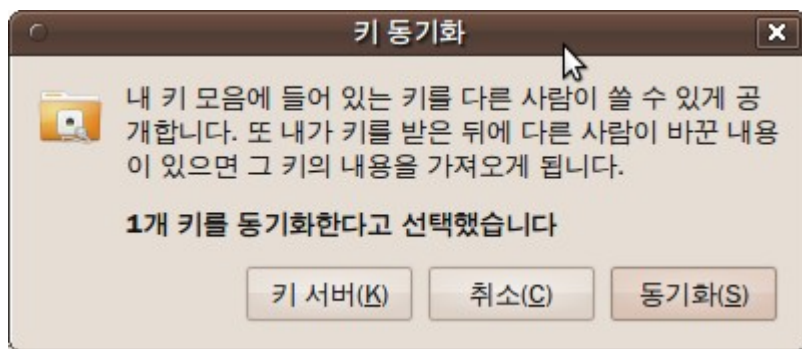 키 동기화
내 키 모음에 들어 있는 키를 다른 사람이 쓸 수 있게 공
개합니다. 또 내가 키를 받은 뒤에 다른 사람이 바꾼 내용
이 있으면 그 키의 내용을 가져오게 됩니다.
1개 키를 동기화한다고 선택했습니다
키 서버(K) 취소(C) 동기화(S)